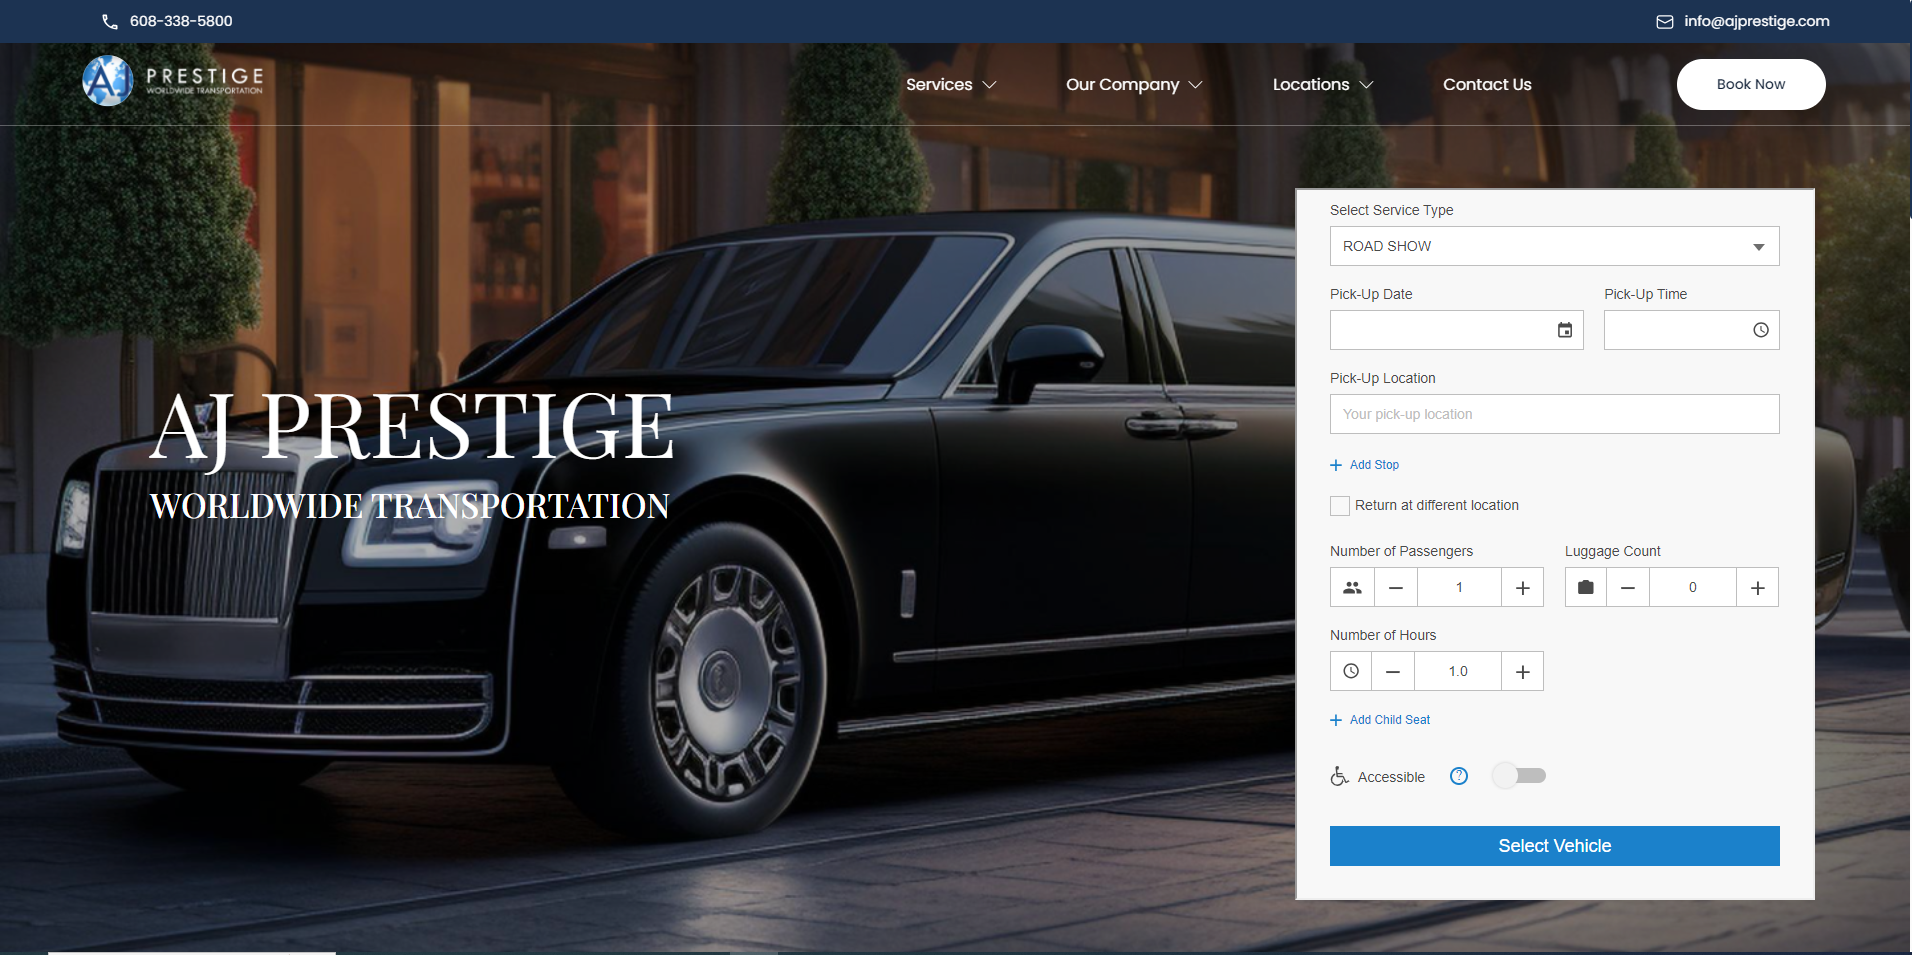 608-338-5800
info@ajprestige.com
AJ PRESTIGE
WORLDWIDE TRANSPORTATION
Services
Our Company
Locations
Contact Us
Book Now
AJ PRESTIGE
WORLDWIDE TRANSPORTATION
Select Service Type
ROAD SHOW
Pick-Up Date Pick-Up Time
Pick-Up Location
Your pick-up location
+ Add Stop
Return at different location
Number of Passengers Luggage Count
− 1 + − 0 +
Number of Hours
− 1.0 +
+ Add Child Seat
Accessible ?
Select Vehicle